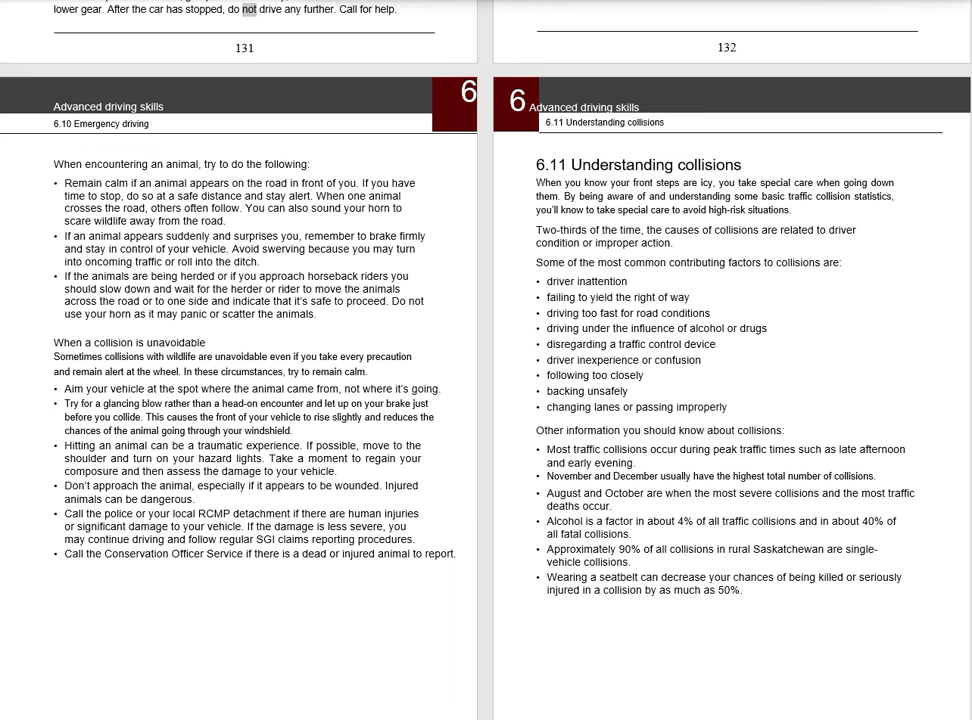 lower gear. After the car has stopped, do not drive any further. Call for help.
131
132
6
Advanced driving skills
6.10 Emergency driving
When encountering an animal, try to do the following:
• Remain calm if an animal appears on the road in front of you. If you have
time to stop, do so at a safe distance and stay alert. When one animal
crosses the road, others often follow. You can also sound your horn to
scare wildlife away from the road.
• If an animal appears suddenly and surprises you, remember to brake firmly
and stay in control of your vehicle. Avoid swerving because you may turn
into oncoming traffic or roll into the ditch.
• If the animals are being herded or if you approach horseback riders you
should slow down and wait for the herder or rider to move the animals
across the road or to one side and indicate that it's safe to proceed. Do not
use your horn as it may panic or scatter the animals.
When a collision is unavoidable
Sometimes collisions with wildlife are unavoidable even if you take every precaution
and remain alert at the wheel. In these circumstances, try to remain calm.
• Aim your vehicle at the spot where the animal came from, not where it's going.
• Try for a glancing blow rather than a head-on encounter and let up on your brake just
before you collide. This causes the front of your vehicle to rise slightly and reduces the
chances of the animal going through your windshield.
• Hitting an animal can be a traumatic experience. If possible, move to the
shoulder and turn on your hazard lights. Take a moment to regain your
composure and then assess the damage to your vehicle.
• Don't approach the animal, especially if it appears to be wounded. Injured
animals can be dangerous.
• Call the police or your local RCMP detachment if there are human injuries
or significant damage to your vehicle. If the damage is less severe, you
may continue driving and follow regular SGI claims reporting procedures.
• Call the Conservation Officer Service if there is a dead or injured animal to report.
6 Advanced driving skills
6.11 Understanding collisions
6.11 Understanding collisions
When you know your front steps are icy, you take special care when going down
them. By being aware of and understanding some basic traffic collision statistics,
you'll know to take special care to avoid high-risk situations.
Two-thirds of the time, the causes of collisions are related to driver
condition or improper action.
Some of the most common contributing factors to collisions are:
• driver inattention
• failing to yield the right of way
• driving too fast for road conditions
• driving under the influence of alcohol or drugs
• disregarding a traffic control device
• driver inexperience or confusion
• following too closely
• backing unsafely
• changing lanes or passing improperly
Other information you should know about collisions:
• Most traffic collisions occur during peak traffic times such as late afternoon
and early evening.
• November and December usually have the highest total number of collisions.
• August and October are when the most severe collisions and the most traffic
deaths occur.
• Alcohol is a factor in about 4% of all traffic collisions and in about 40% of
all fatal collisions.
• Approximately 90% of all collisions in rural Saskatchewan are single-
vehicle collisions.
• Wearing a seatbelt can decrease your chances of being killed or seriously
injured in a collision by as much as 50%.